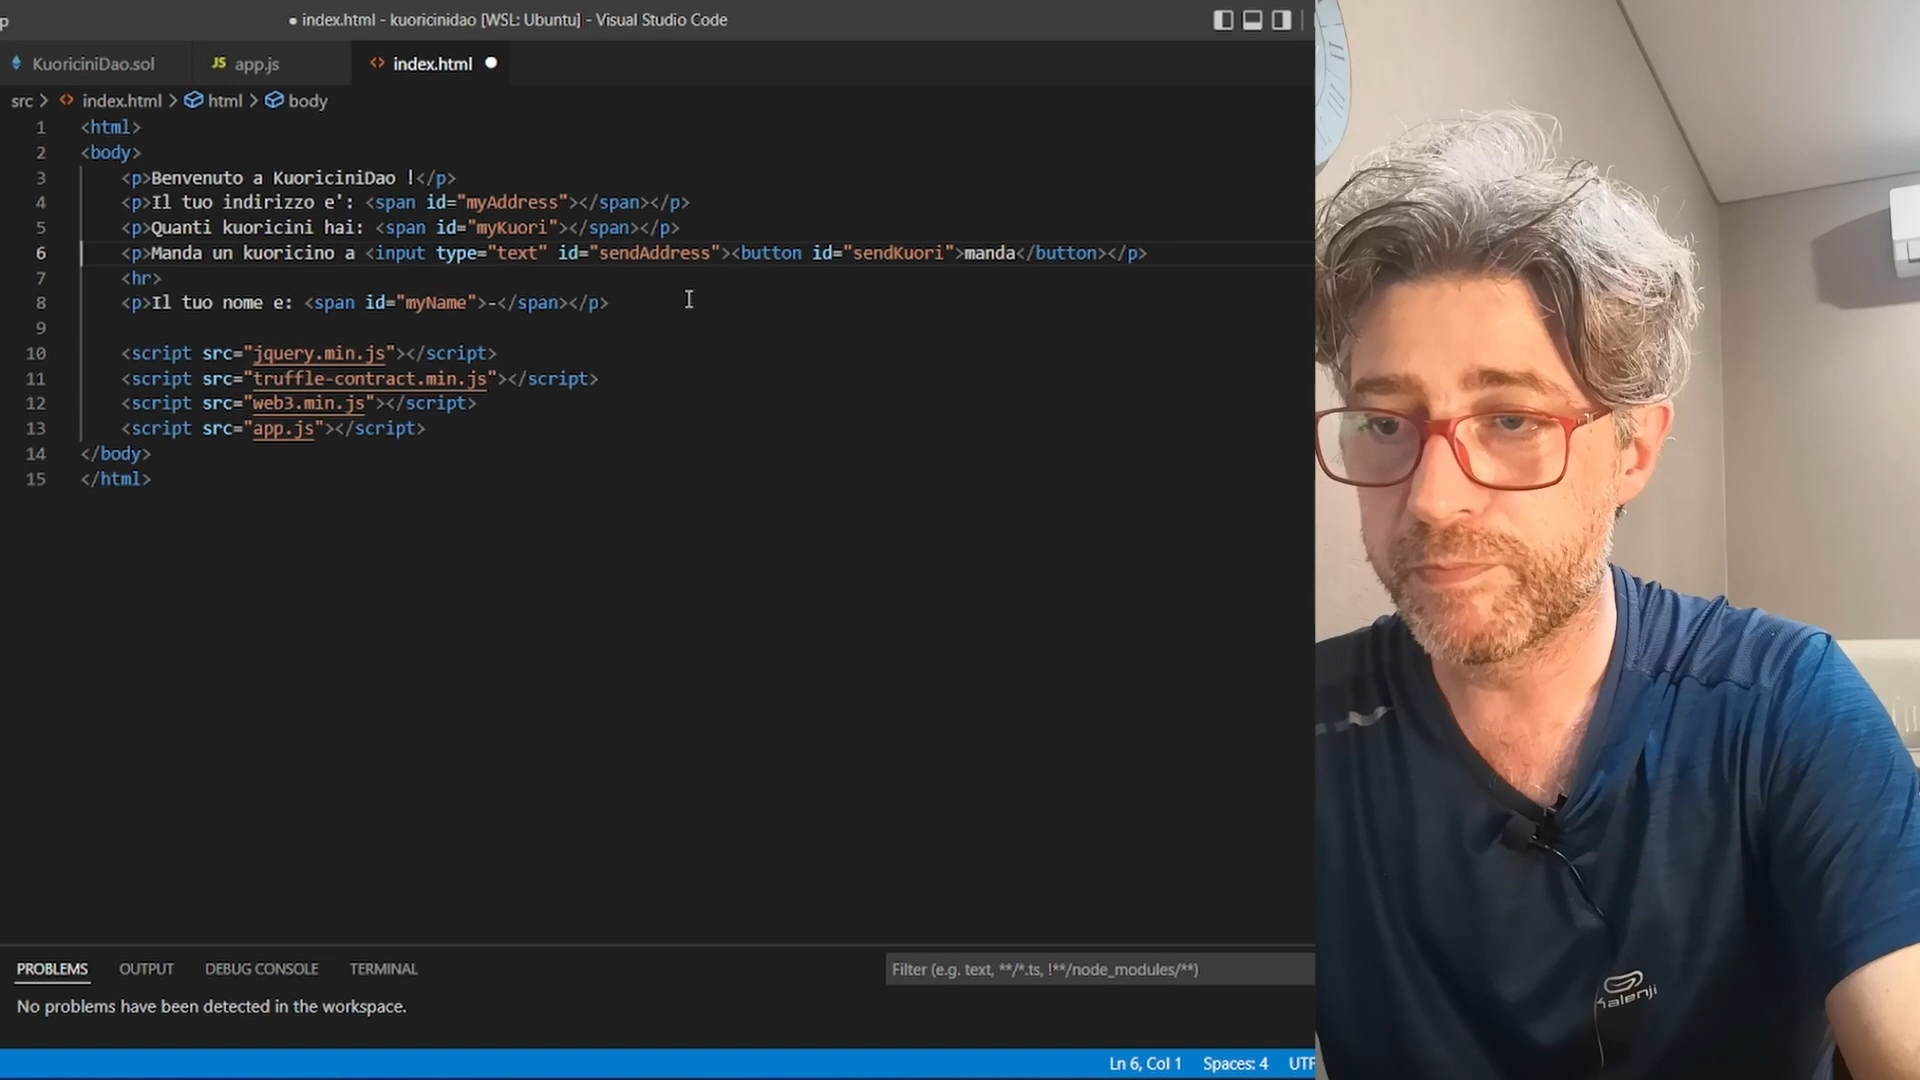 p
● index.html - kuoricinidao [WSL: Ubuntu] - Visual Studio Code
KuoriciniDao.sol
JS app.js
<> index.html ●
src > <> index.html > html > body
1 <html>
2 <body>
3 <p>Benvenuto a KuoriciniDao !</p>
4 <p>Il tuo indirizzo e': <span id="myAddress"></span></p>
5 <p>Quanti kuoricini hai: <span id="myKuori"></span></p>
6 <p>Manda un kuoricino a <input type="text" id="sendAddress"><button id="sendKuori">manda</button></p>
7 <hr>
8 <p>Il tuo nome e: <span id="myName">-</span></p>
9
10 <script src="jquery.min.js"></script>
11 <script src="truffle-contract.min.js"></script>
12 <script src="web3.min.js"></script>
13 <script src="app.js"></script>
14 </body>
15 </html>
PROBLEMS OUTPUT DEBUG CONSOLE TERMINAL
Filter (e.g. text, **/*.ts, !**/node_modules/**)
No problems have been detected in the workspace.
Ln 6, Col 1 Spaces: 4 UTF
kalenji